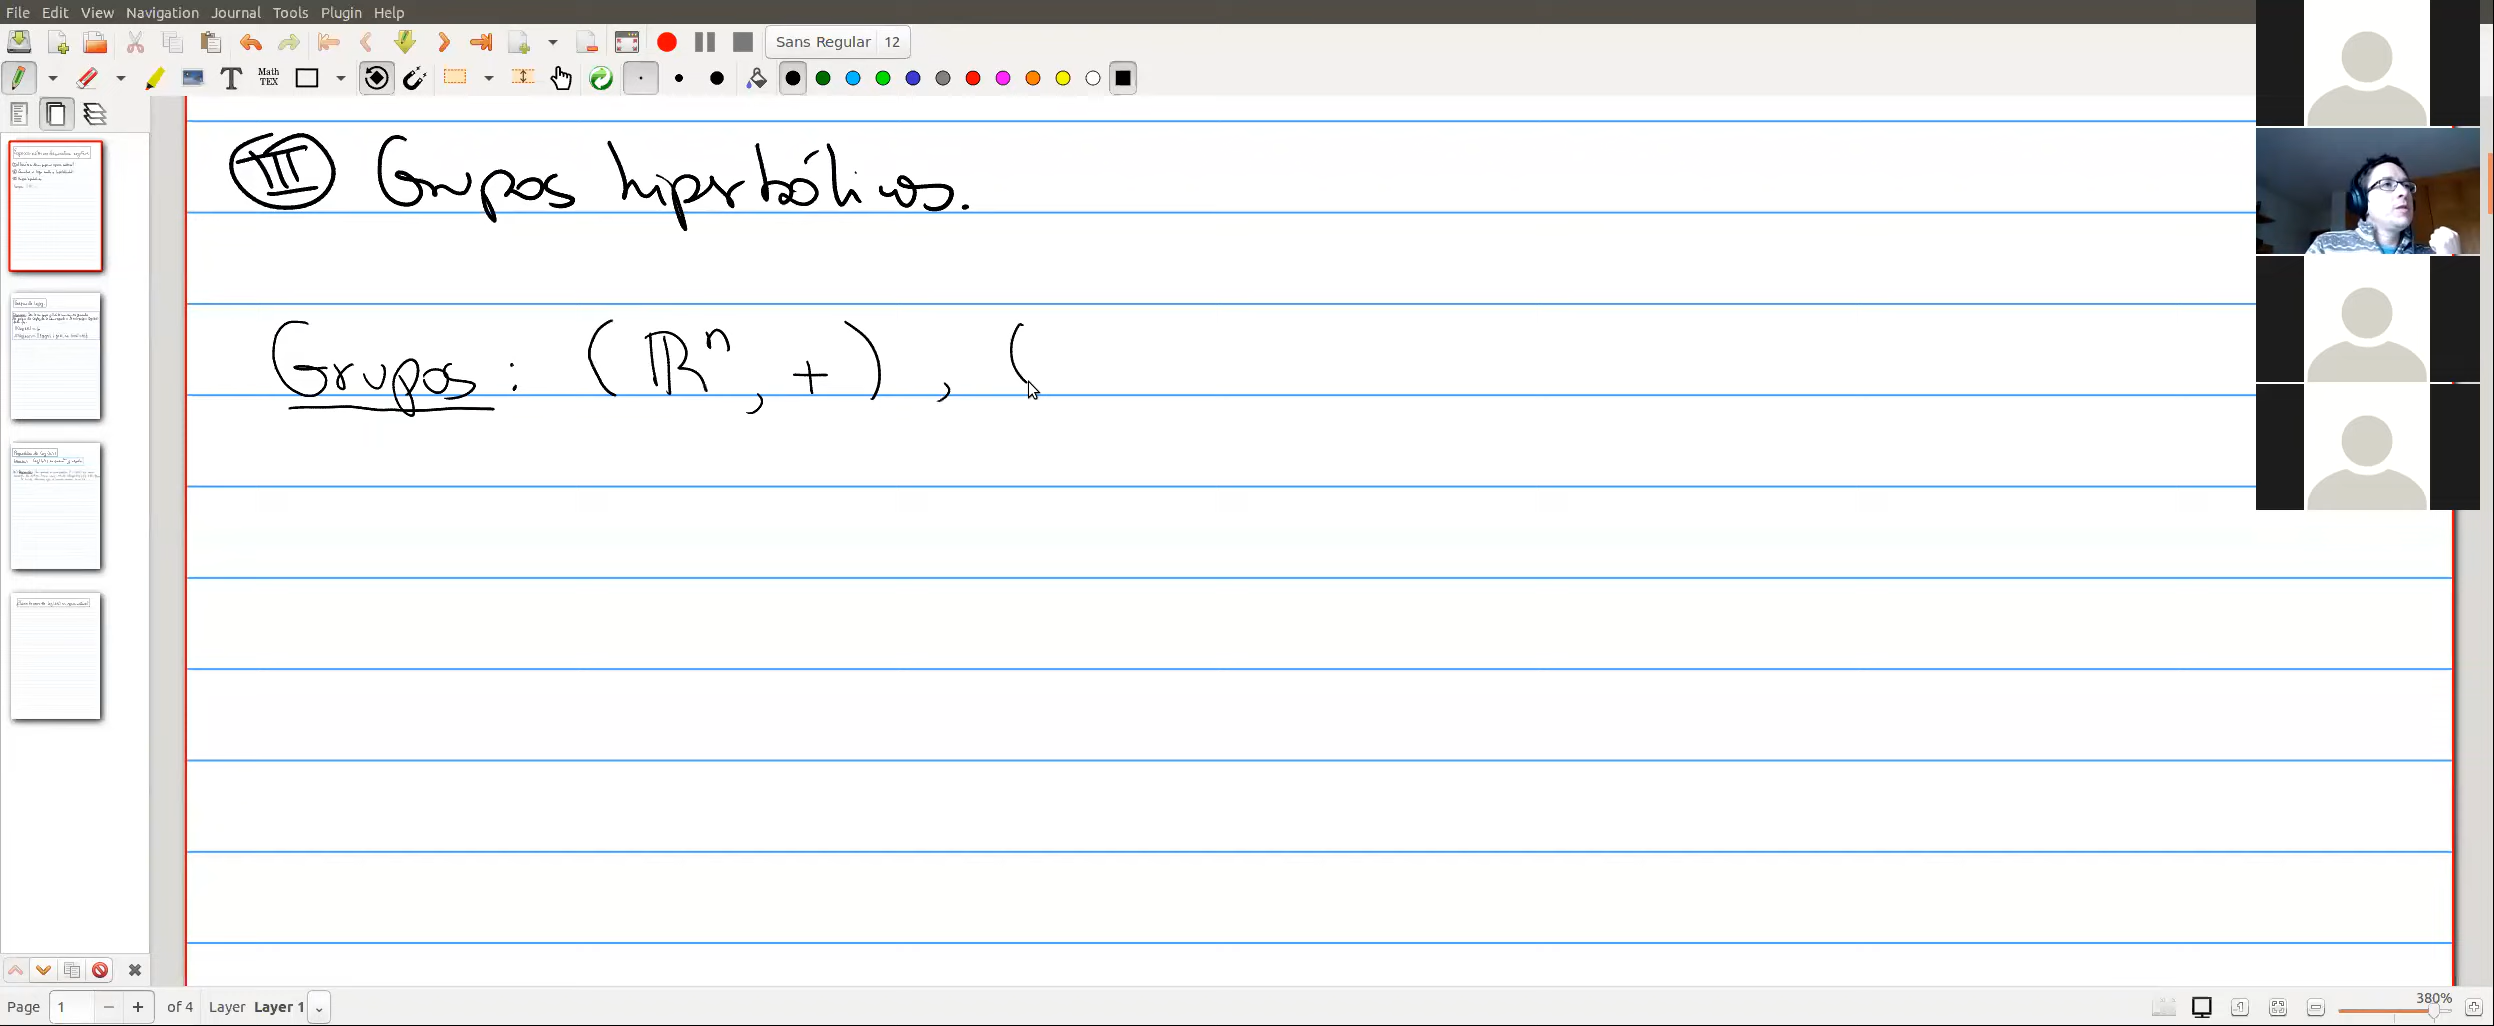 File Edit View Navigation Journal Tools Plugin Help
Sans Regular 12
Math TEX
III Grupos hiperbólicos.
Grupos : (ℝⁿ, +) , (
Page 1 of 4 Layer Layer 1
380%